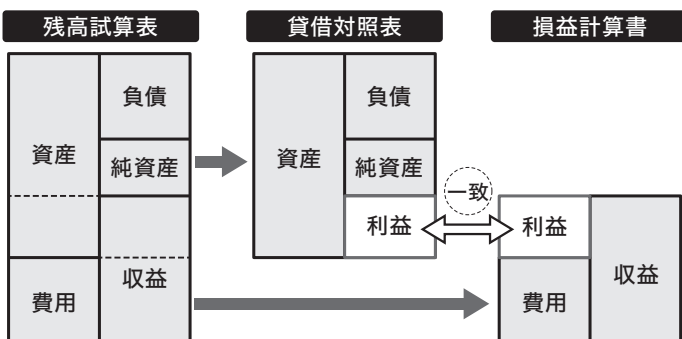 残高試算表
貸借対照表
損益計算書
資産
負債
純資産
費用
収益
資産
負債
純資産
利益
一致
利益
費用
収益